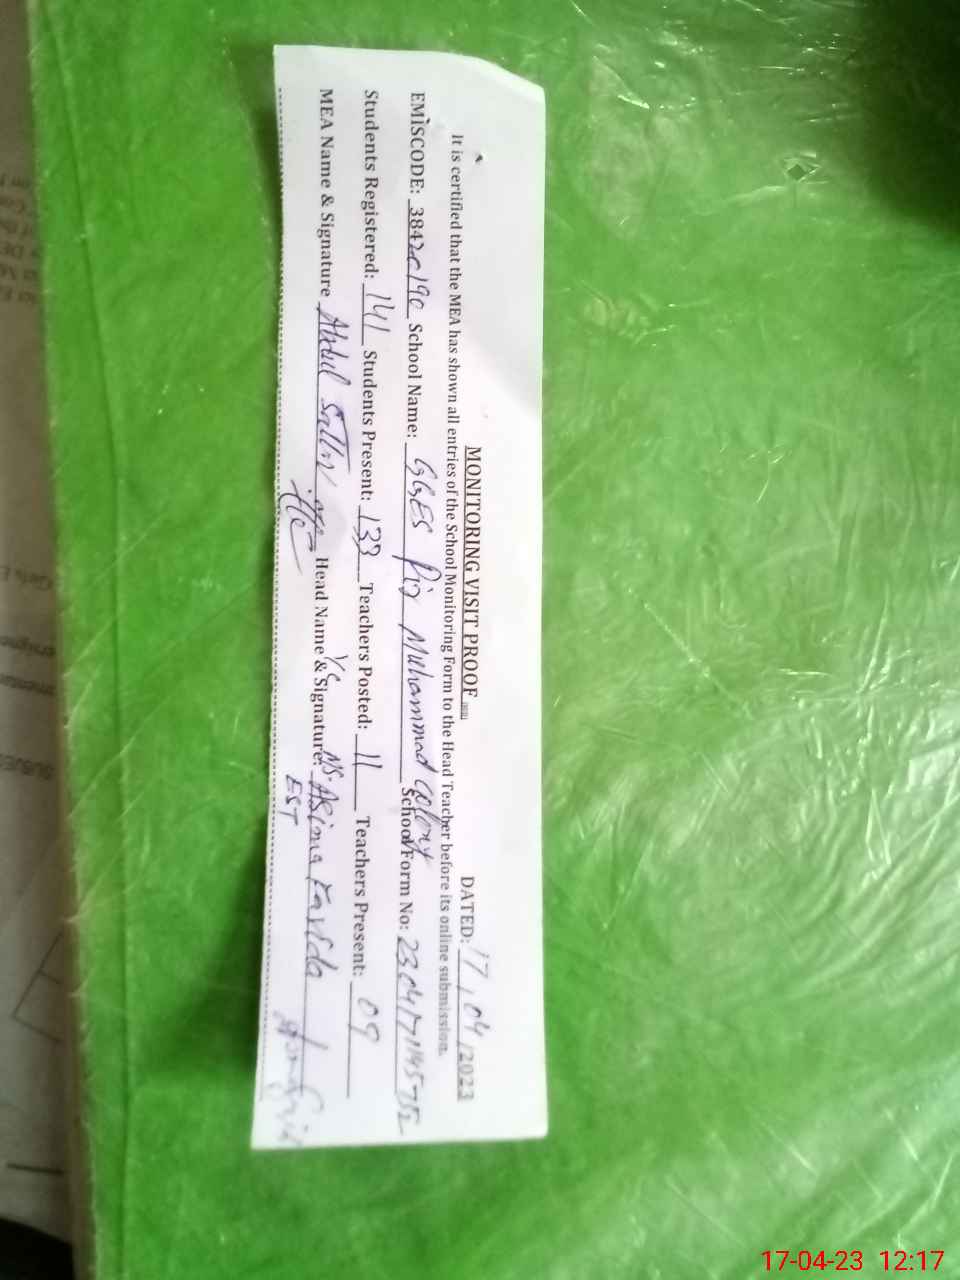 MONITORING VISIT PROOF
DATED: 17/04/2023
It is certified that the MEA has shown all entries of the School Monitoring Form to the Head Teacher before its online submission.
EMISCODE: 38420190 School Name: GGES Pir Muhammad Colony School Form No:
Students Registered: 141 Students Present: 133 Teachers Posted: 11 Teachers Present: 09
MEA Name & Signature Abdul Head Name & Signature: MS. Asima Farida
EST
17-04-23 12:17